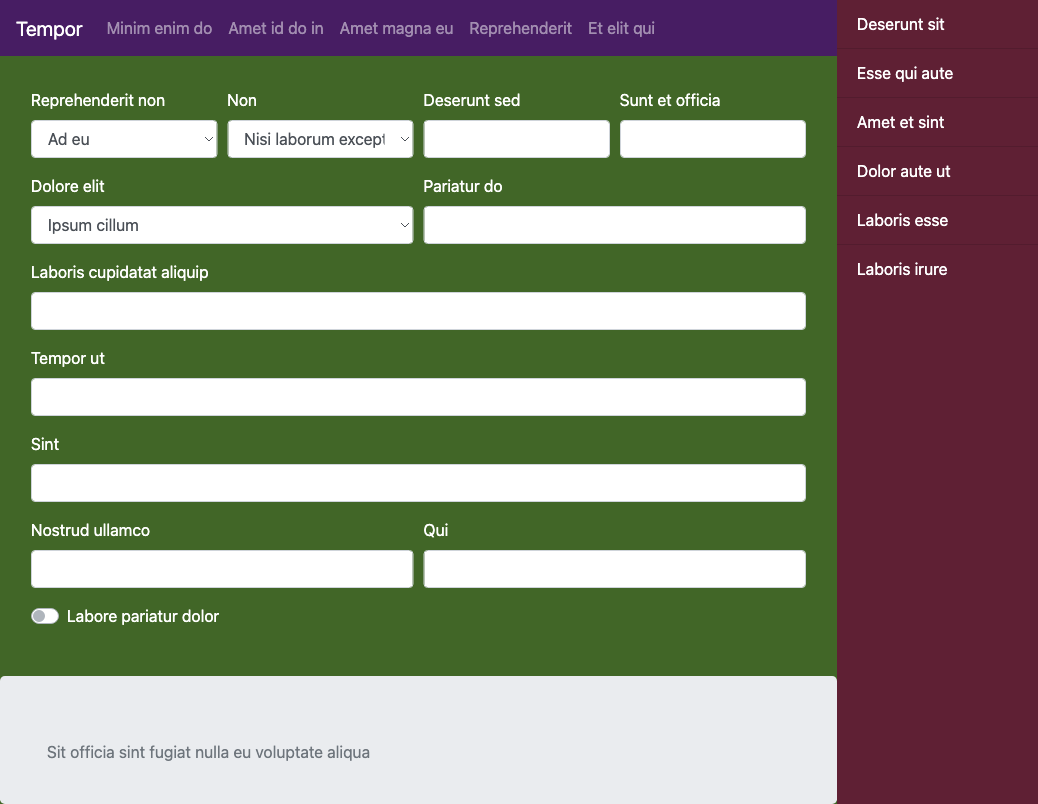 Tempor
Minim enim do
Amet id do in
Amet magna eu
Reprehenderit
Et elit qui
Reprehenderit non
Ad eu
Non
Nisi laborum except
Deserunt sed
Sunt et officia
Dolore elit
Ipsum cillum
Pariatur do
Laboris cupidatat aliquip
Tempor ut
Sint
Nostrud ullamco
Qui
Labore pariatur dolor
Sit officia sint fugiat nulla eu voluptate aliqua
Deserunt sit
Esse qui aute
Amet et sint
Dolor aute ut
Laboris esse
Laboris irure